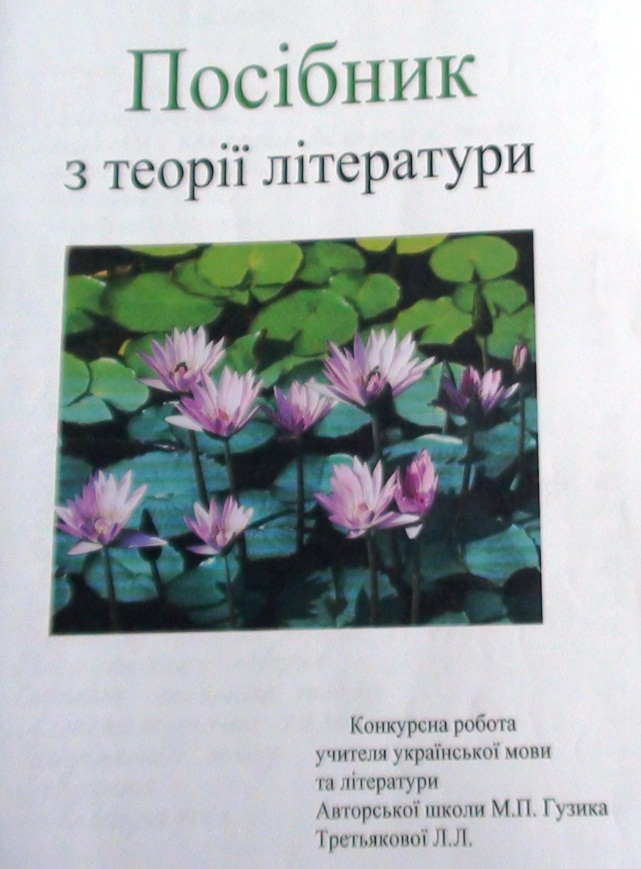 Посібник
з теорії літератури
Конкурсна робота
учителя української мови
та літератури
Авторської школи М.П. Гузика
Третьякової Л.Л.